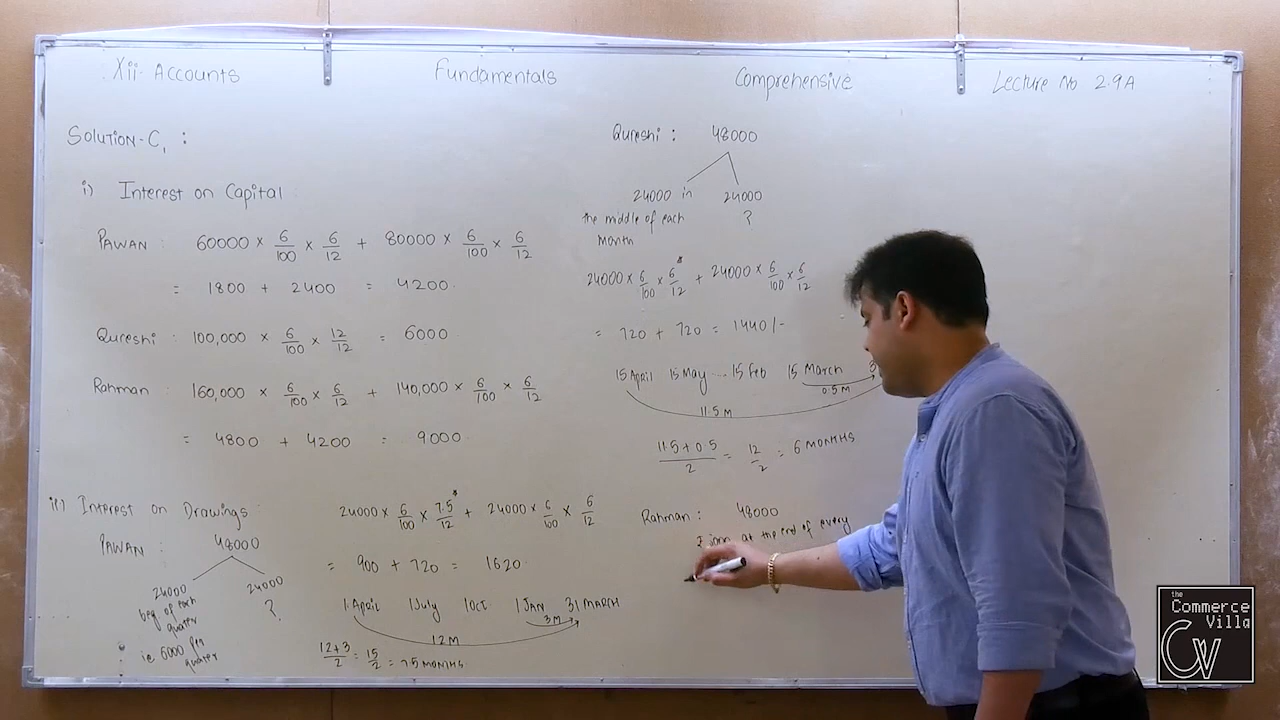 Xii- Accounts Fundamentals Comprehensive Lecture No 2.9A
Solution-C1 :
i) Interest on Capital
PAWAN : 60000 × 6/100 × 6/12 + 80000 × 6/100 × 6/12
= 1800 + 2400 = 4200
Qureshi : 100,000 × 6/100 × 12/12 = 6000
Rahman : 160,000 × 6/100 × 6/12 + 140,000 × 6/100 × 6/12
= 4800 + 4200 = 9000
ii) Interest on Drawings
PAWAN : 48000
24000 24000
beg of each ?
quarter
ie 6000 per
quarter
24000 × 6/100 × 7.5*/12 + 24000 × 6/100 × 6/12
= 900 + 720 = 1620
1 April 1 July 1 Oct 1 JAN 31 MARCH
3M
12 M
12+3/2 = 15/2 = 7.5 MONTHS
Qureshi : 48000
24000 in 24000
the middle of each ?
Month
24000 × 6/100 × 6*/12 + 24000 × 6/100 × 6/12
= 720 + 720 = 1440/-
15 April 15 May ... 15 Feb 15 March 3
0.5M
11.5 M
11.5+0.5/2 = 12/2 = 6 MONTHS
Rahman : 48000
at the end of every
the
Commerce
Villa
CV